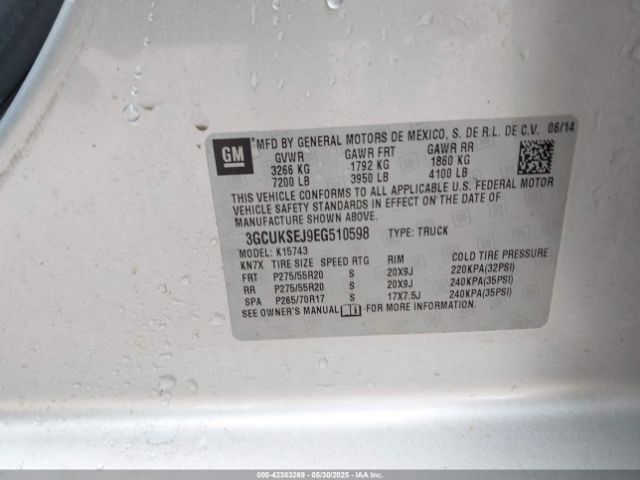 GM
MFD BY GENERAL MOTORS DE MEXICO, S. DE R.L. DE C.V. 06/14
GVWR GAWR FRT GAWR RR
3266 KG 1792 KG 1860 KG
7200 LB 3950 LB 4100 LB
THIS VEHICLE CONFORMS TO ALL APPLICABLE U.S. FEDERAL MOTOR
VEHICLE SAFETY STANDARDS IN EFFECT ON THE DATE OF
MANUFACTURE SHOWN ABOVE.
3GCUKSEJ9EG510598 TYPE: TRUCK
MODEL: K15743
KN7X TIRE SIZE SPEED RTG RIM COLD TIRE PRESSURE
FRT P275/55R20 S 20X9J 220KPA(32PSI)
RR P275/55R20 S 20X9J 240KPA(35PSI)
SPA P265/70R17 S 17X7.5J 240KPA(35PSI)
SEE OWNER'S MANUAL FOR MORE INFORMATION.
000-42383269 - 05/30/2025 - IAA Inc.